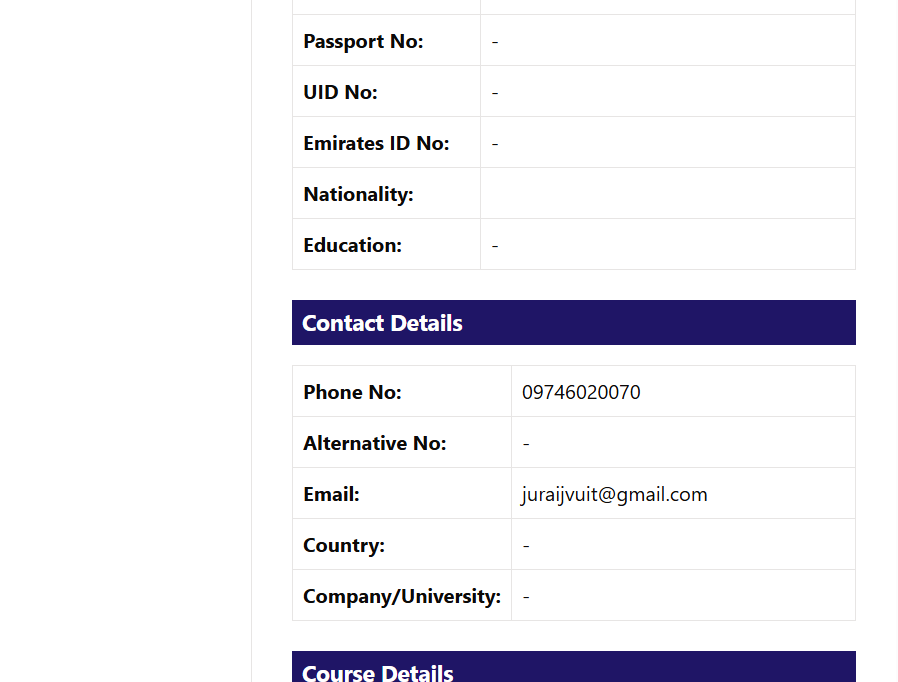 Passport No: -
UID No: -
Emirates ID No: -
Nationality:
Education: -
Contact Details
Phone No: 09746020070
Alternative No: -
Email: juraijvuit@gmail.com
Country: -
Company/University: -
Course Details